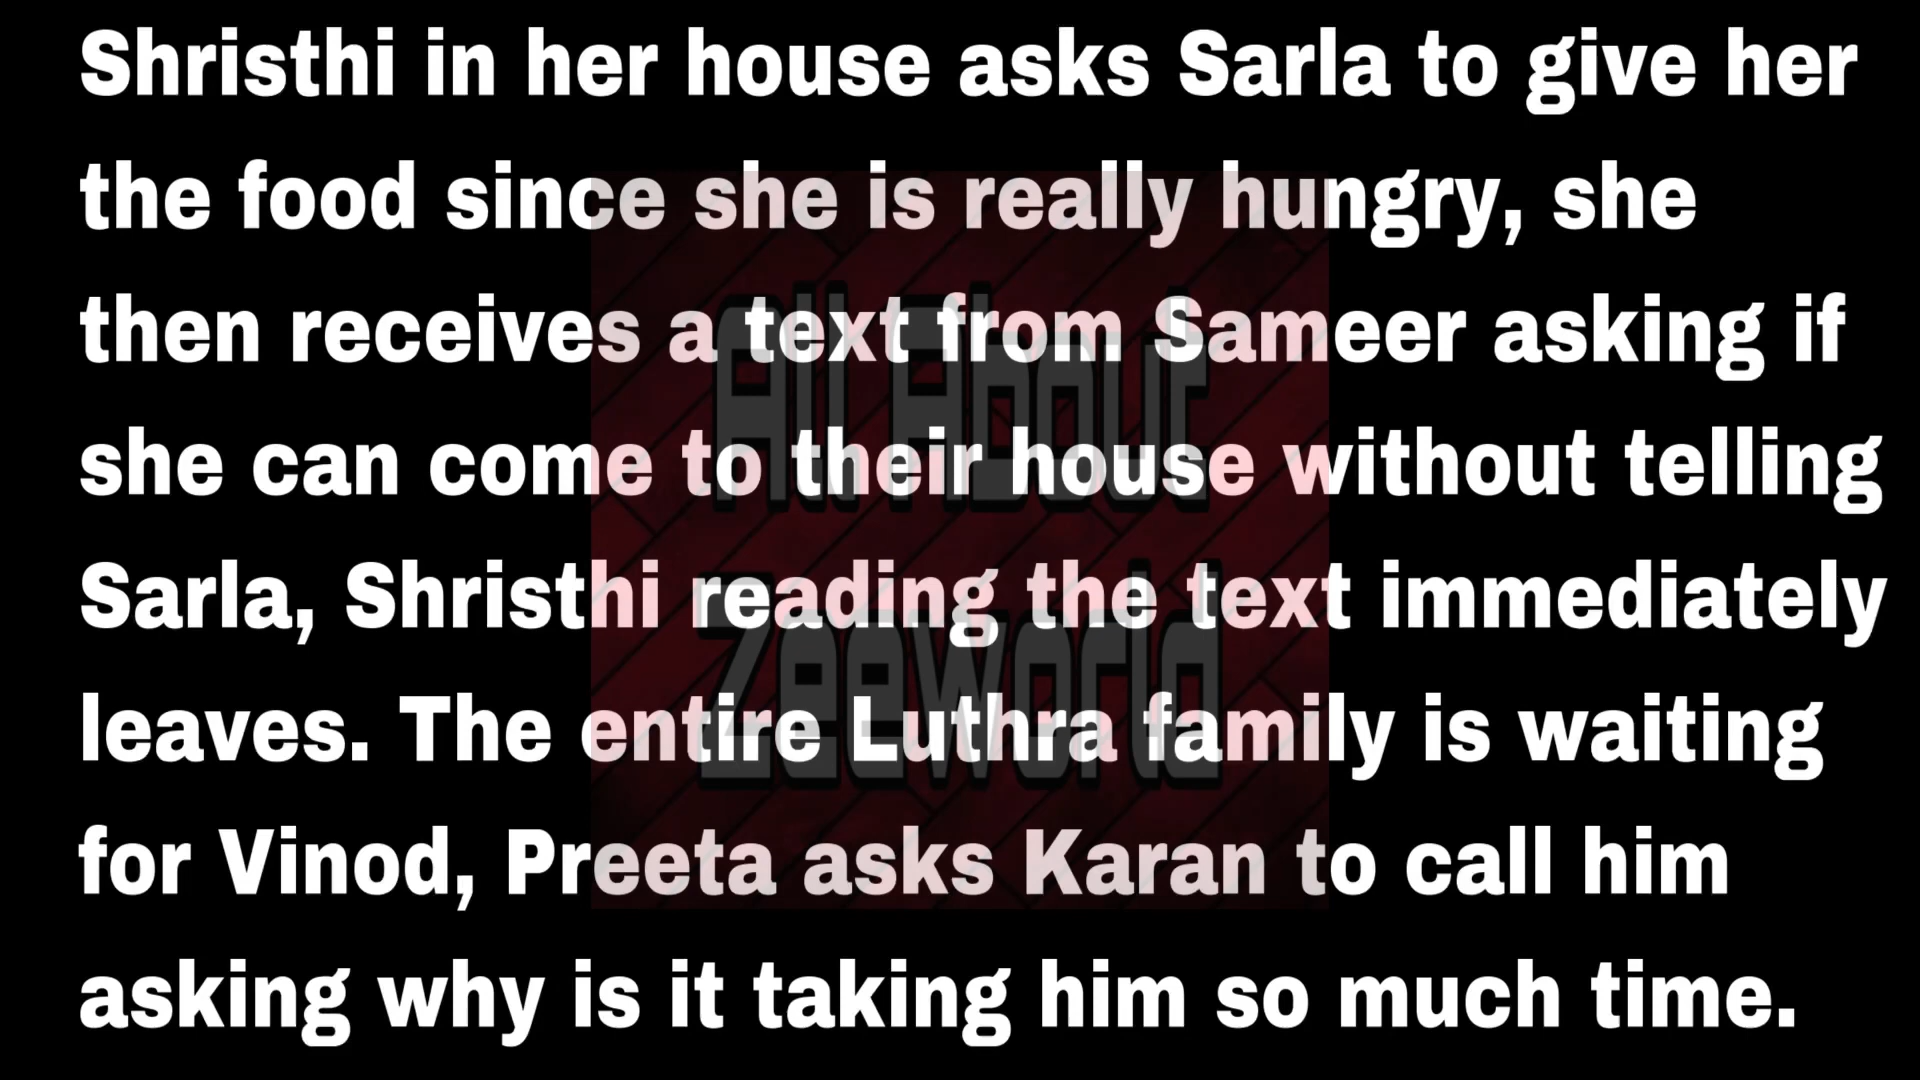 Shristhi in her house asks Sarla to give her
the food since she is really hungry, she
then receives a text from Sameer asking if
she can come to their house without telling
Sarla, Shristhi reading the text immediately
leaves. The entire Luthra family is waiting
for Vinod, Preeta asks Karan to call him
asking why is it taking him so much time.
All About
Zeeworld